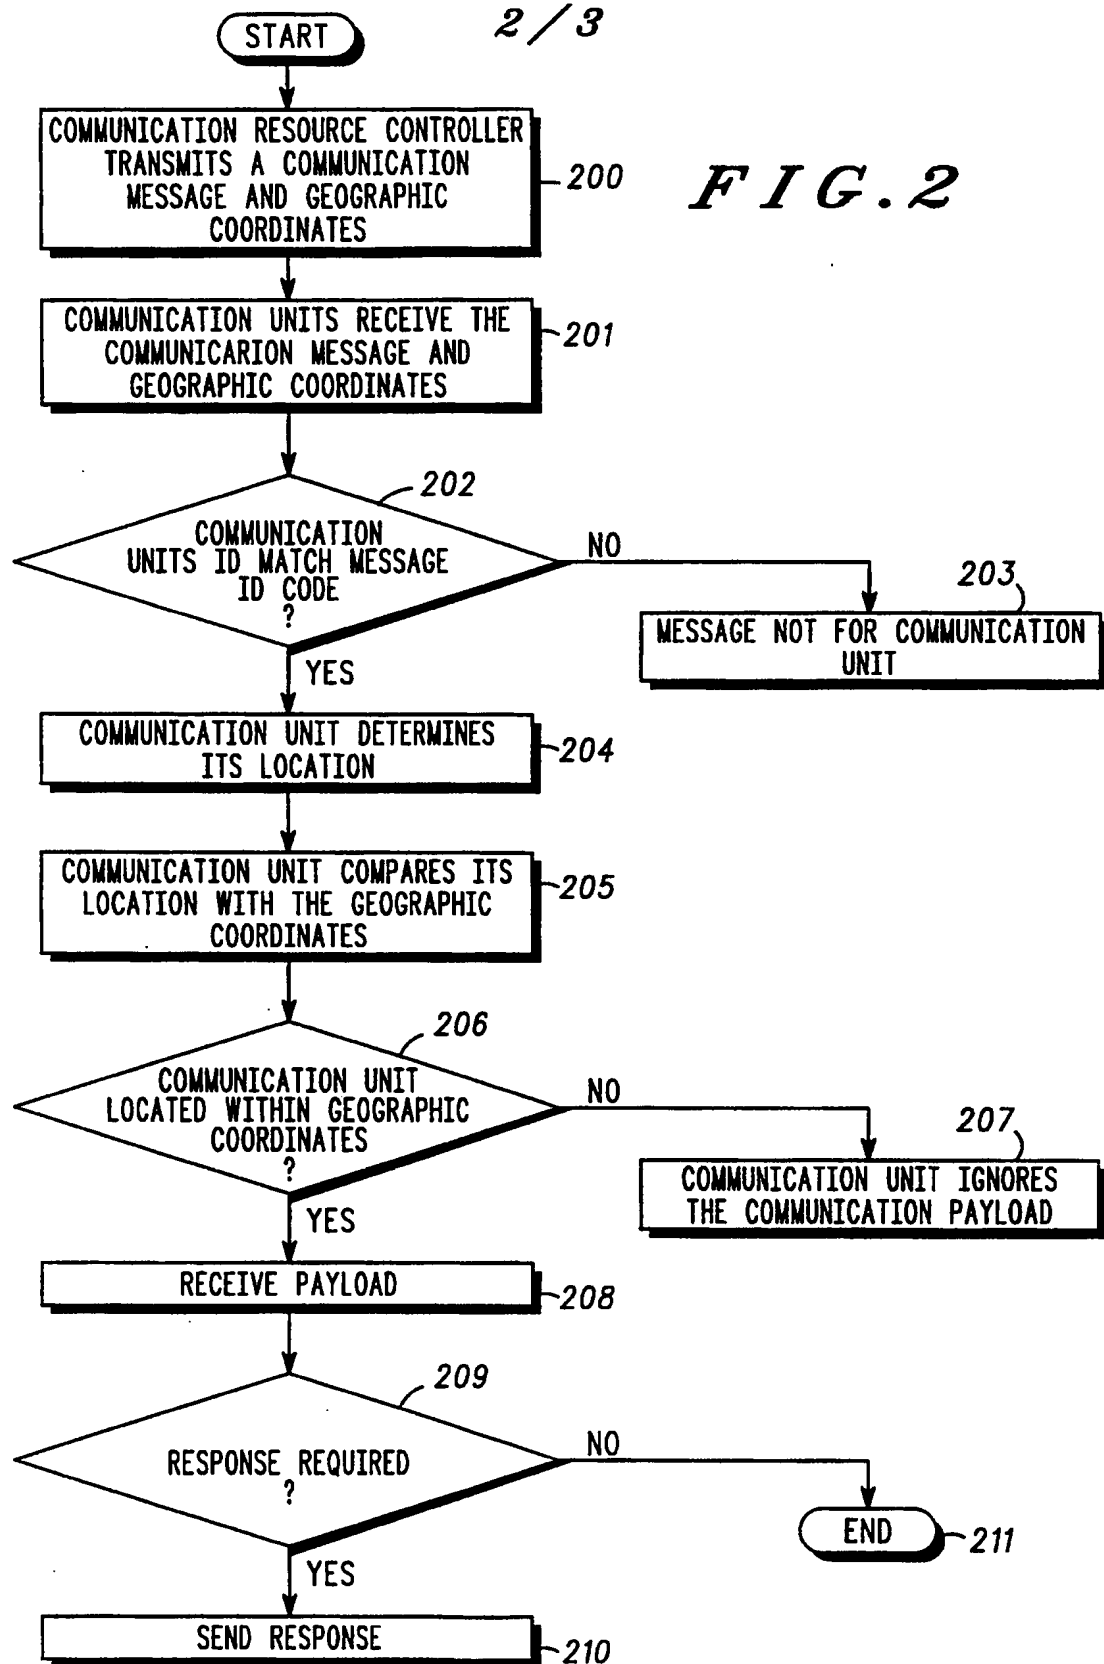 2/3
START
FIG.2
COMMUNICATION RESOURCE CONTROLLER
TRANSMITS A COMMUNICATION
MESSAGE AND GEOGRAPHIC
COORDINATES
200
COMMUNICATION UNITS RECEIVE THE
COMMUNICARION MESSAGE AND
GEOGRAPHIC COORDINATES
201
202
COMMUNICATION
UNITS ID MATCH MESSAGE
ID CODE
?
NO
YES
203
MESSAGE NOT FOR COMMUNICATION
UNIT
COMMUNICATION UNIT DETERMINES
ITS LOCATION
204
COMMUNICATION UNIT COMPARES ITS
LOCATION WITH THE GEOGRAPHIC
COORDINATES
205
206
COMMUNICATION UNIT
LOCATED WITHIN GEOGRAPHIC
COORDINATES
?
NO
YES
207
COMMUNICATION UNIT IGNORES
THE COMMUNICATION PAYLOAD
RECEIVE PAYLOAD
208
209
RESPONSE REQUIRED
?
NO
YES
END
211
SEND RESPONSE
210